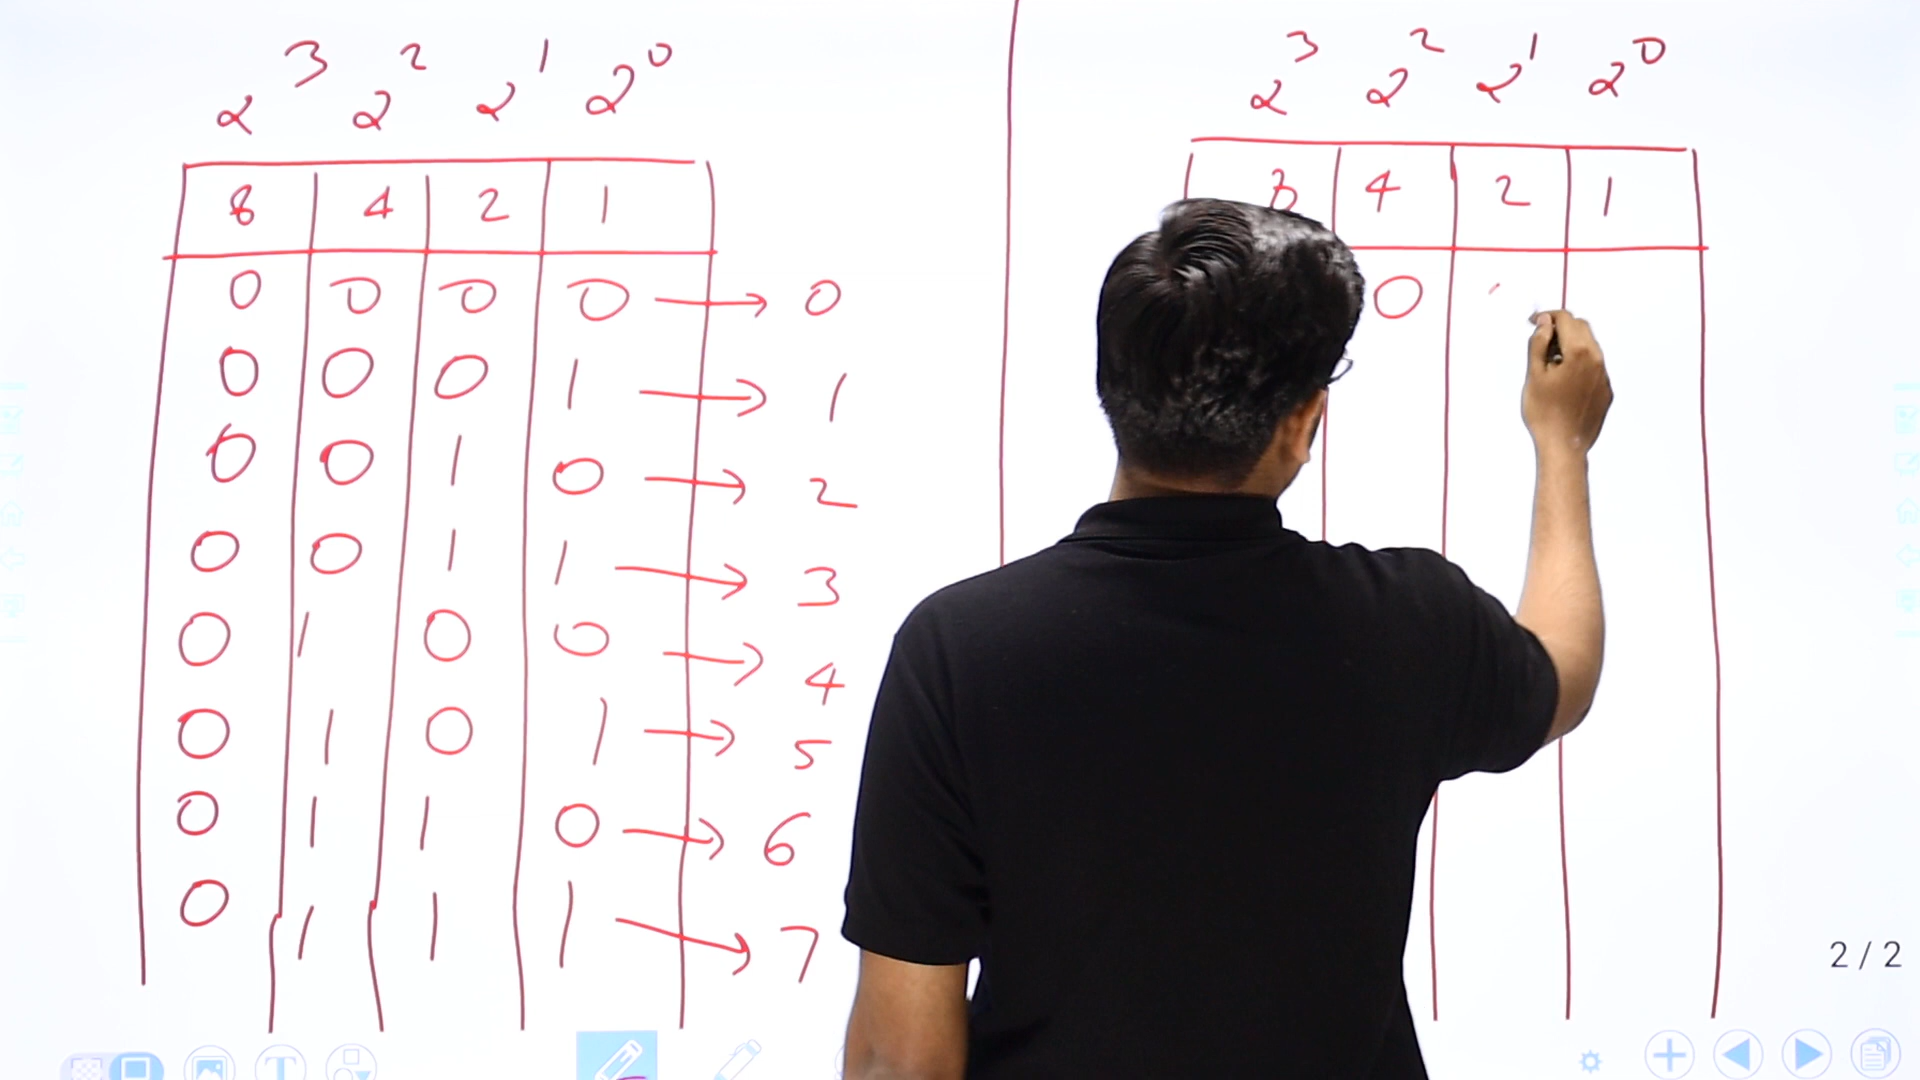 2³ 2² 2¹ 2⁰
8 4 2 1
0 0 0 0 → 0
0 0 0 1 → 1
0 0 1 0 → 2
0 0 1 1 → 3
0 1 0 0 → 4
0 1 0 1 → 5
0 1 1 0 → 6
0 1 1 1 → 7
2³ 2² 2¹ 2⁰
8 4 2 1
0
2 / 2
T